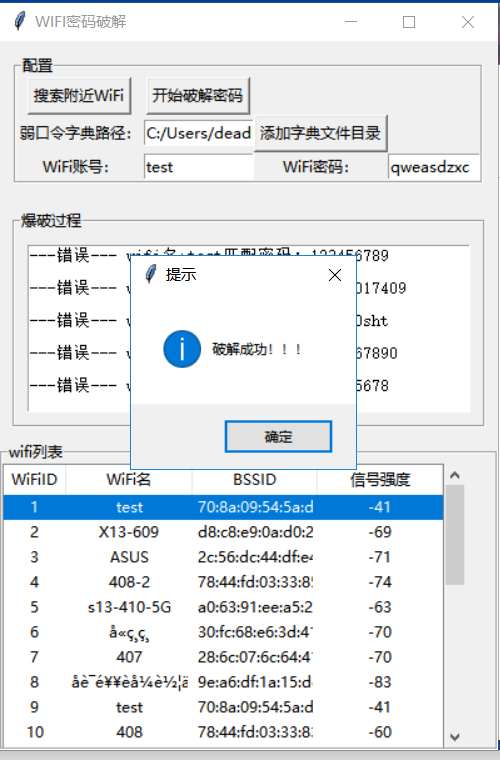 WIFI密码破解
配置
搜索附近WiFi 开始破解密码
弱口令字典路径: C:/Users/dead 添加字典文件目录
WiFi账号: test WiFi密码: qweasdzxc
爆破过程
---错误--- wifi名:test匹配密码:123456789
---错误--- 017409
---错误--- 0sht
---错误--- 67890
---错误--- 5678
提示
破解成功！！！
确定
wifi列表
WiFiID WiFi名 BSSID 信号强度
1 test 70:8a:09:54:5a:d -41
2 X13-609 d8:c8:e9:0a:d0:2 -69
3 ASUS 2c:56:dc:44:df:e4 -71
4 408-2 78:44:fd:03:33:85 -74
5 s13-410-5G a0:63:91:ee:a5:2 -63
6 å«ç¸ç¸ 30:fc:68:e6:3d:41 -70
7 407 28:6c:07:6c:64:41 -70
8 åè¯é¥¥èå¼è½¦ä 9e:a6:df:1a:15:d -83
9 test 70:8a:09:54:5a:d -41
10 408 78:44:fd:03:33:83 -60